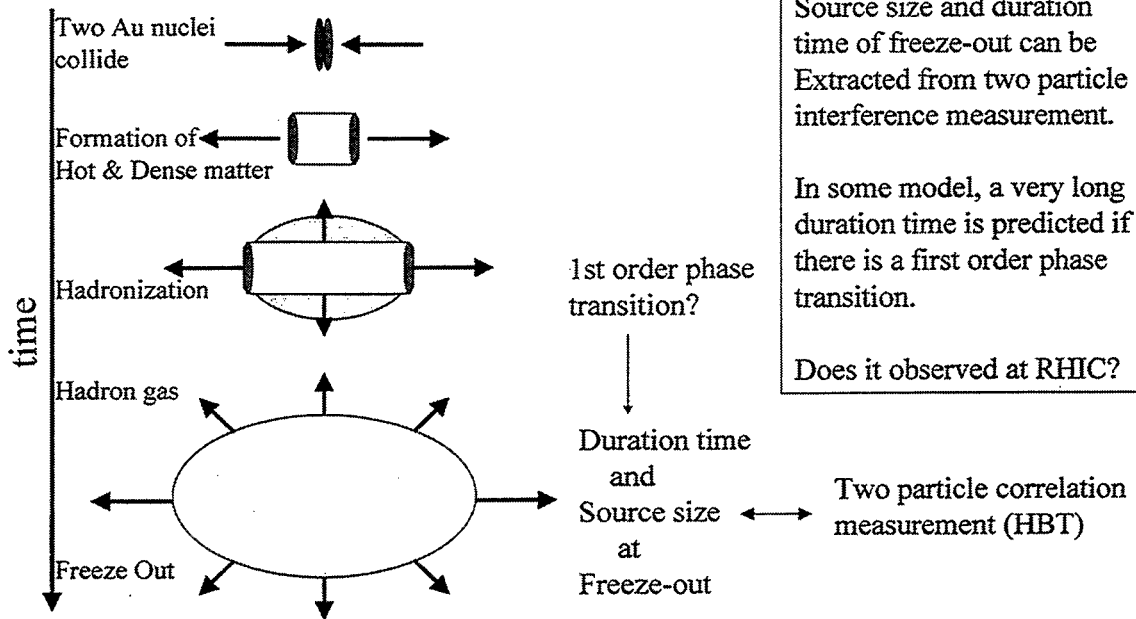 Two Au nuclei
collide
Formation of
Hot & Dense matter
Hadronization
Hadron gas
Freeze Out
time
1st order phase
transition?
Duration time
and
Source size
at
Freeze-out
Two particle correlation
measurement (HBT)
Source size and duration
time of freeze-out can be
Extracted from two particle
interference measurement.
In some model, a very long
duration time is predicted if
there is a first order phase
transition.
Does it observed at RHIC?